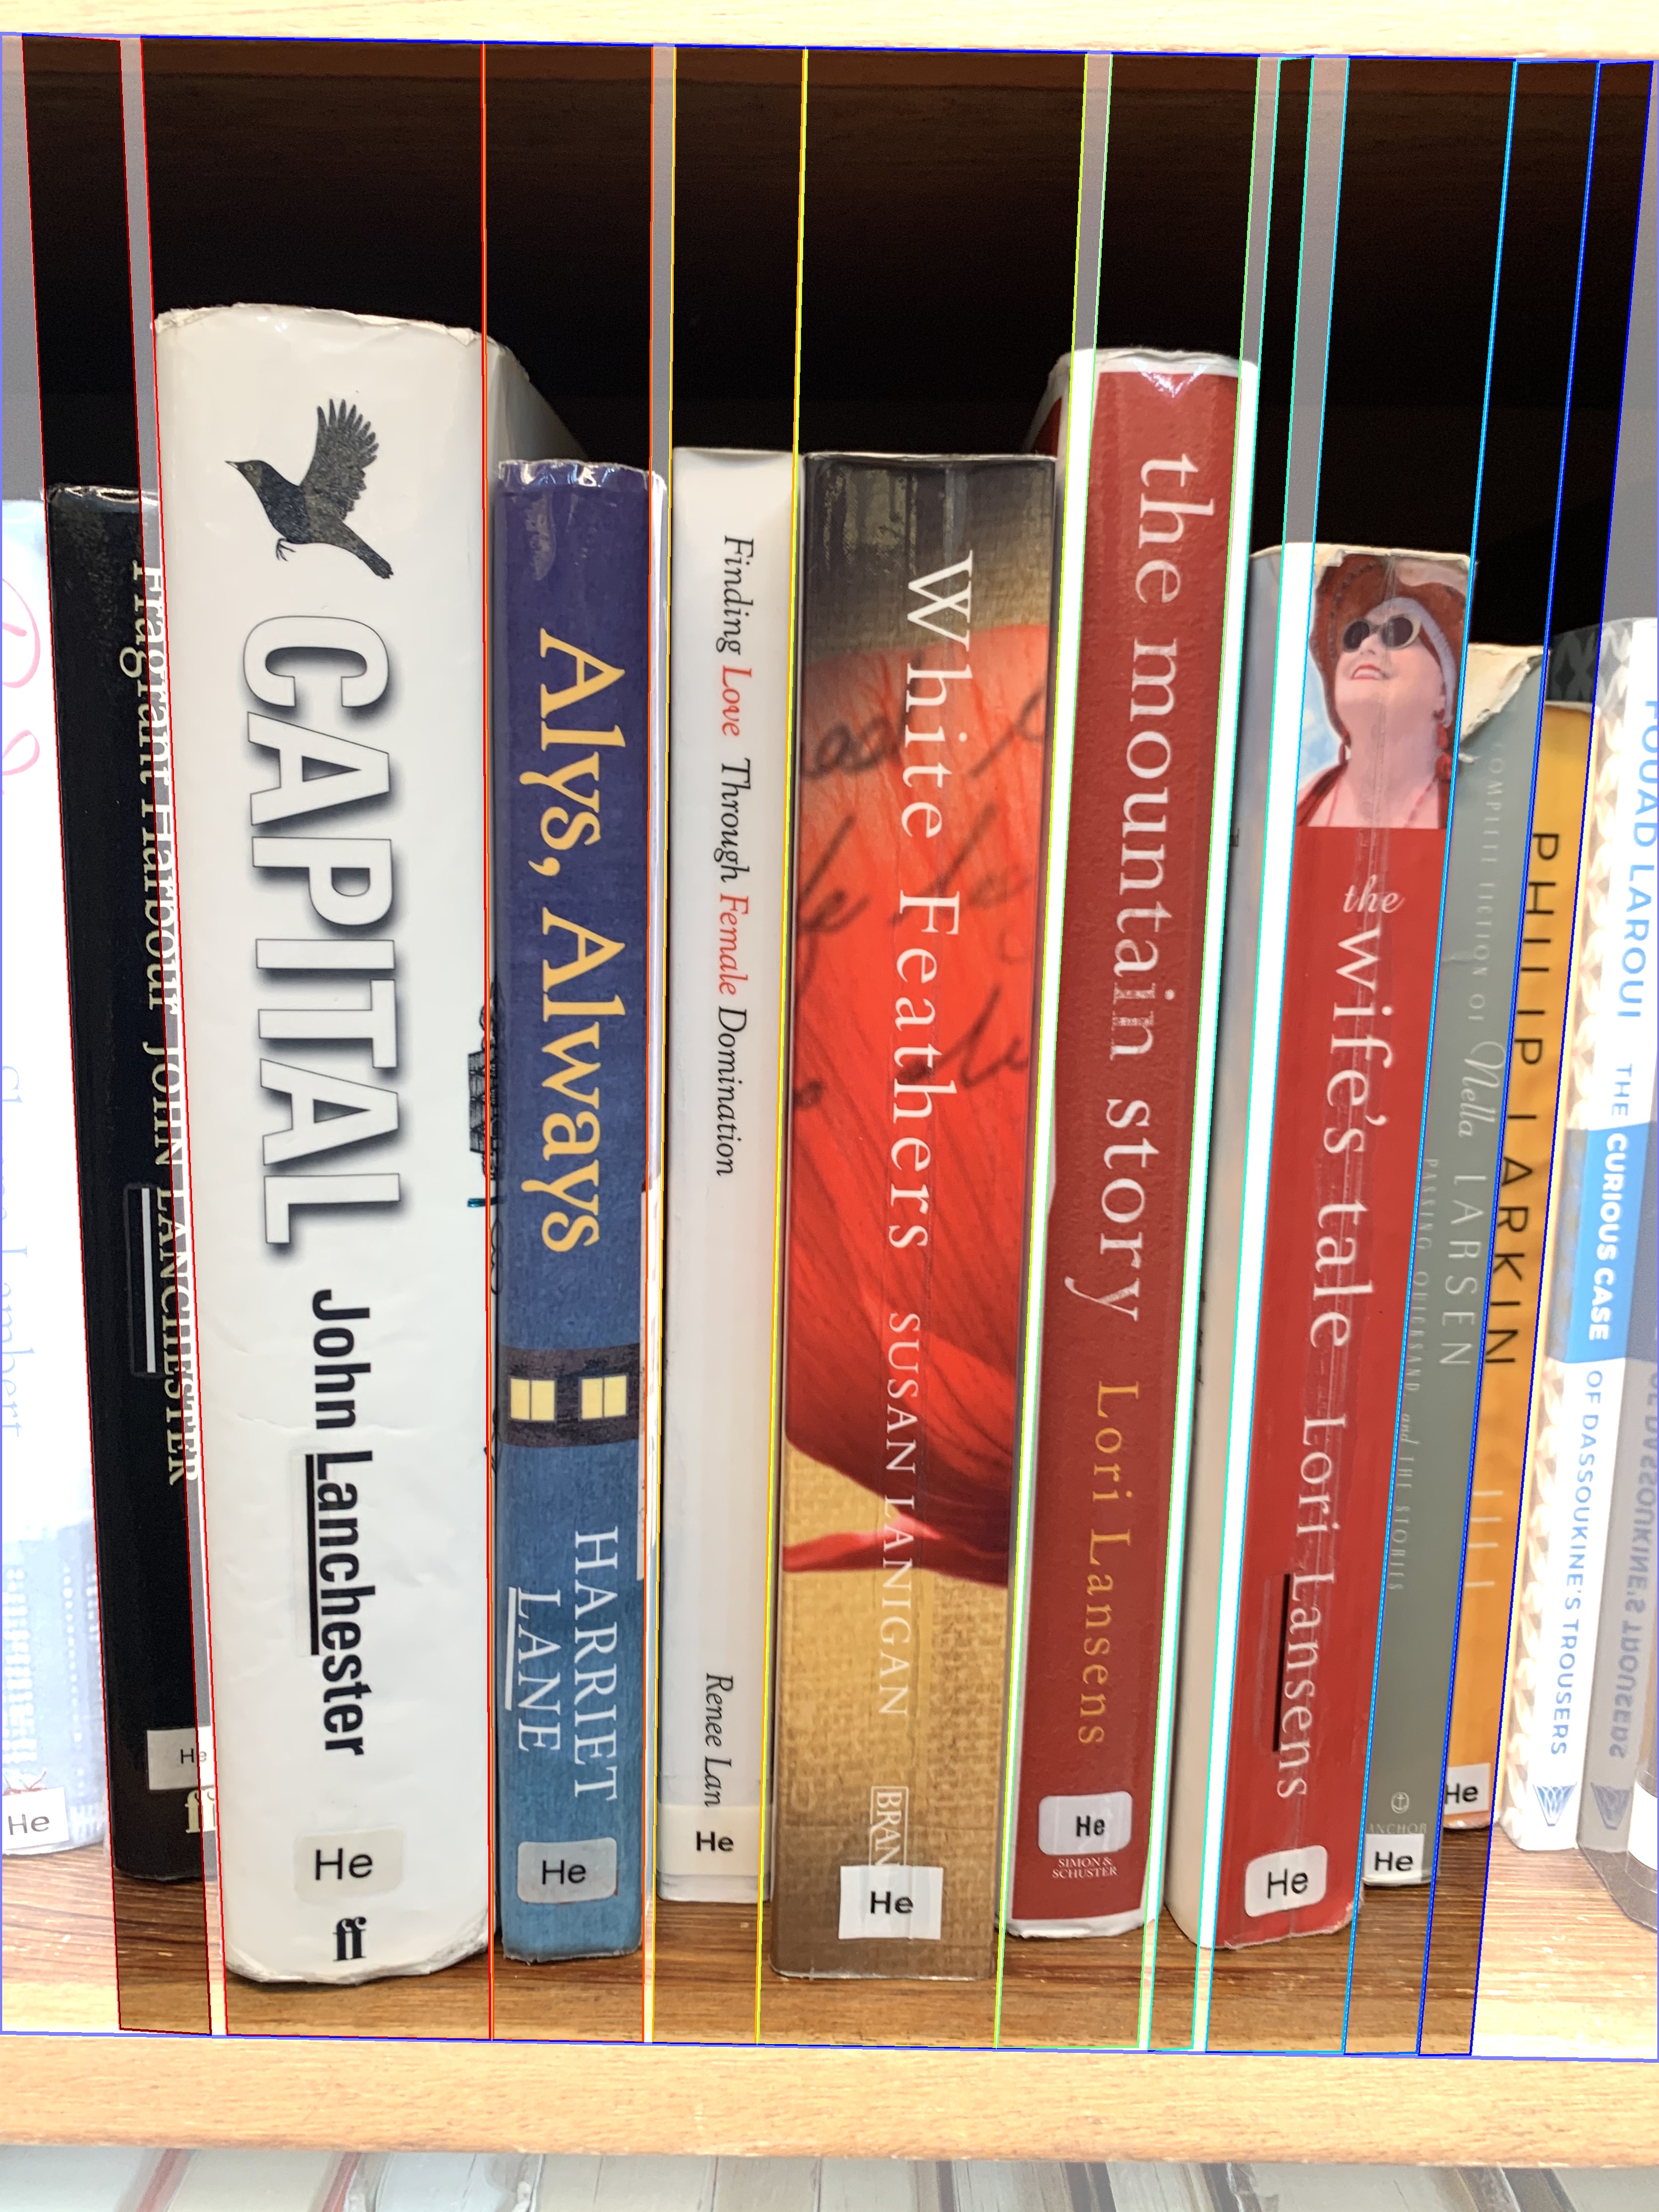 Fragrant Harbour JOHN LANCHESTER
He
ff
CAPITAL John Lanchester
He
ff
Alys, Always
HARRIET
LANE
He
Finding Love Through Female Domination
Renee Lan
He
White Feathers SUSAN LANIGAN
BRAN
He
the mountain story Lori Lansens
He
SIMON &
SCHUSTER
the wife's tale Lori Lansens
He
COMPLETE FICTION OF Nella LARSEN
PASSING, QUICKSAND, and THE STORIES
ANCHOR
He
PHILIP LARKIN
He
FOUAD LAROUI THE CURIOUS CASE OF DASSOUKINE'S TROUSERS
Lambert
He